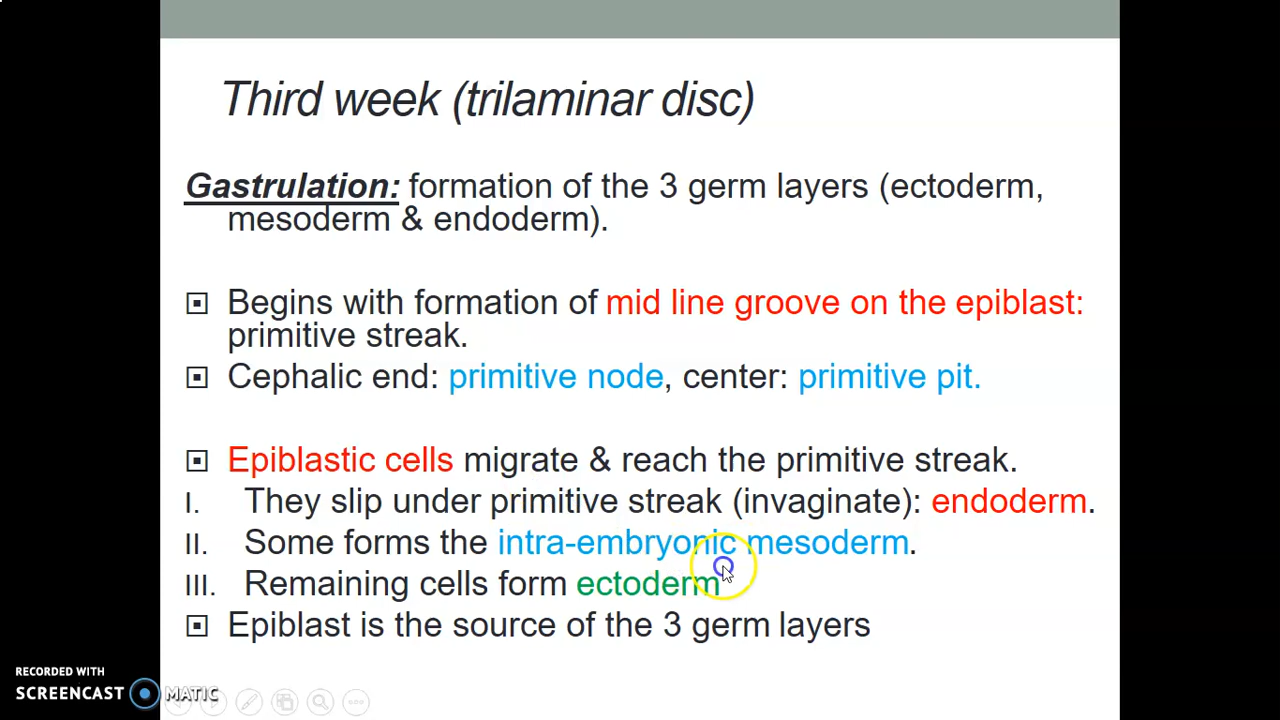 Third week (trilaminar disc)
Gastrulation: formation of the 3 germ layers (ectoderm,
mesoderm & endoderm).
Begins with formation of mid line groove on the epiblast:
primitive streak.
Cephalic end: primitive node, center: primitive pit.
Epiblastic cells migrate & reach the primitive streak.
I. They slip under primitive streak (invaginate): endoderm.
II. Some forms the intra-embryonic mesoderm.
III. Remaining cells form ectoderm
Epiblast is the source of the 3 germ layers
RECORDED WITH
SCREENCAST MATIC